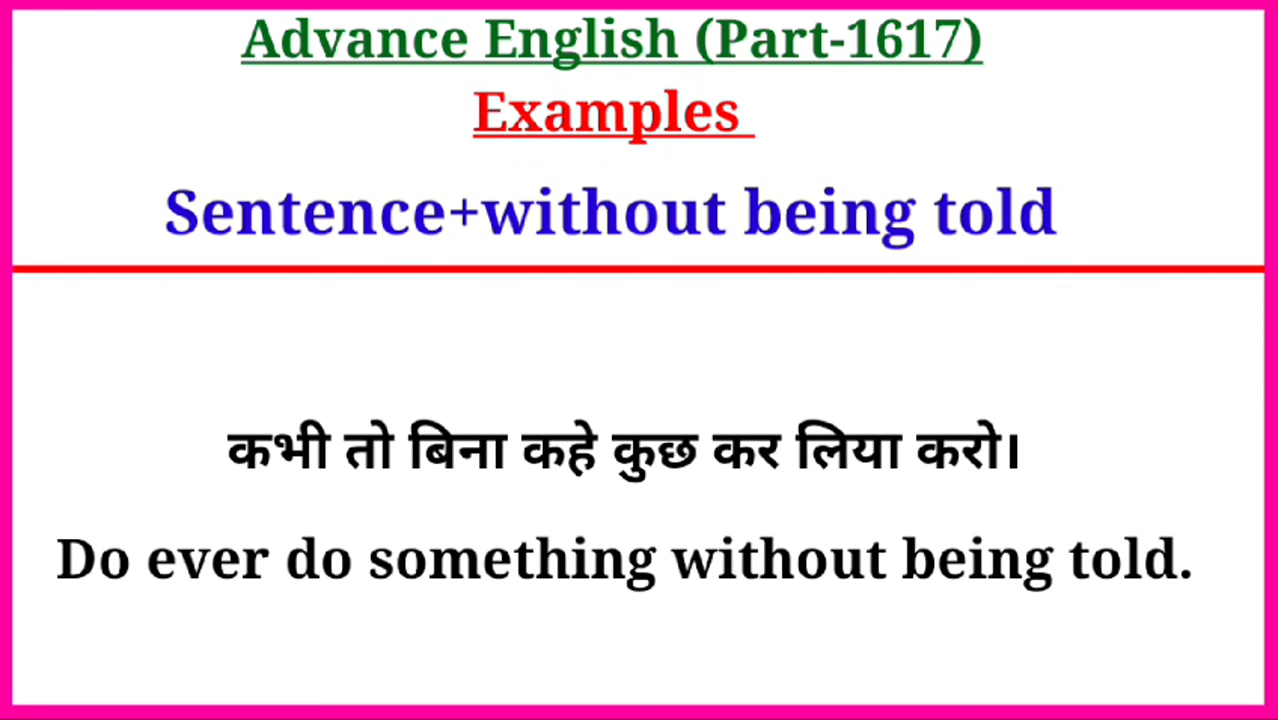 Advance English (Part-1617)
Examples
Sentence+without being told
कभी तो बिना कहे कुछ कर लिया करो।
Do ever do something without being told.